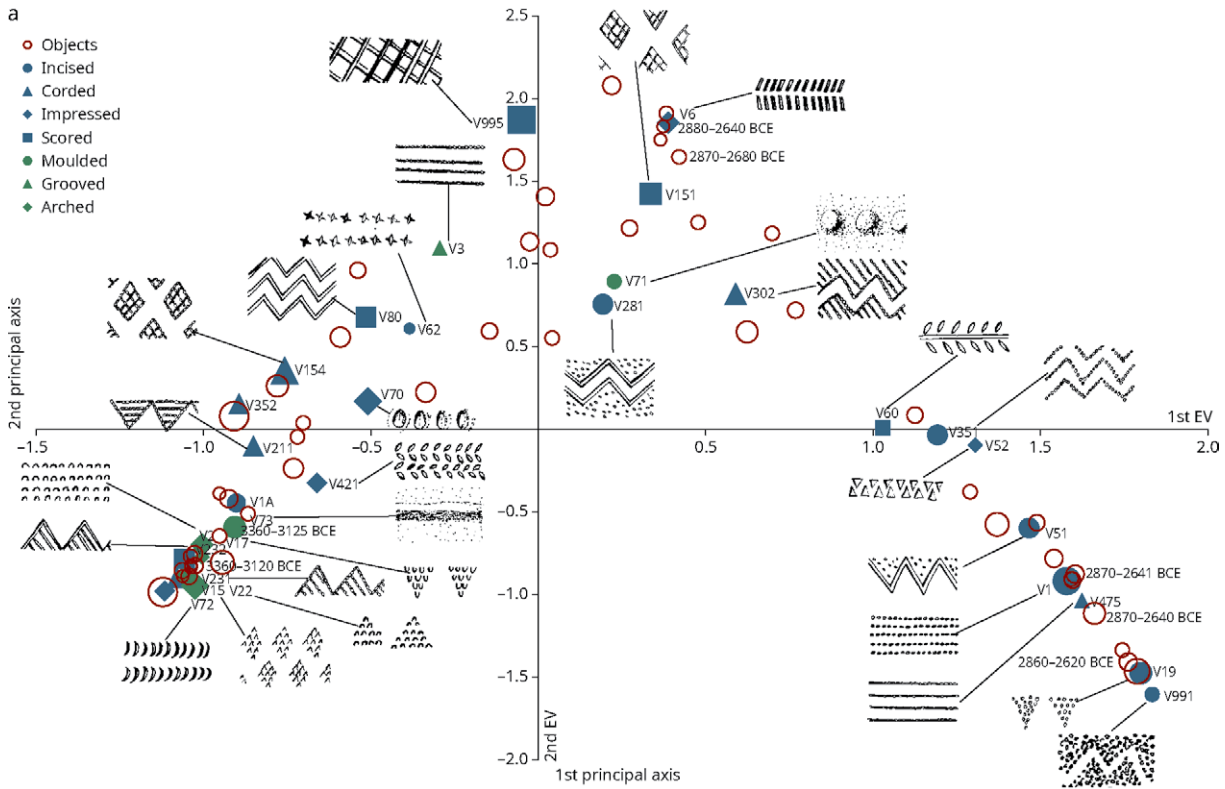 a
Objects
Incised
Corded
Impressed
Scored
Moulded
Grooved
Arched
2.5
2.0
1.5
1.0
0.5
−0.5
−1.0
−1.5
−2.0
−1.5
−1.0
−0.5
0.5
1.0
1.5
2.0
2nd principal axis
1st principal axis
1st EV
2nd EV
V995
V6
2880–2640 BCE
2870–2680 BCE
V151
V3
V71
V281
V302
V80
V62
V154
V352
V70
V211
V421
V60
V351
V52
V1A
V73
3360–3125 BCE
V17
V232
3360–3120 BCE
V231
V15
V22
V72
V51
2870–2641 BCE
V1
V475
2870–2640 BCE
2860–2620 BCE
V19
V991